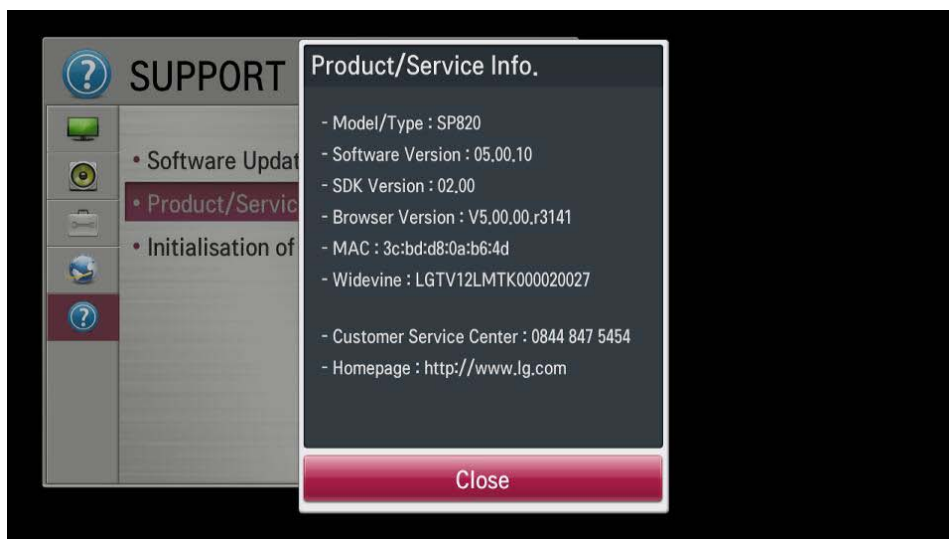 SUPPORT
• Software Updat
• Product/Servic
• Initialisation of
Product/Service Info.
- Model/Type : SP820
- Software Version : 05.00.10
- SDK Version : 02.00
- Browser Version : V5.00.00.r3141
- MAC : 3c:bd:d8:0a:b6:4d
- Widevine : LGTV12LMTK000020027
- Customer Service Center : 0844 847 5454
- Homepage : http://www.lg.com
Close